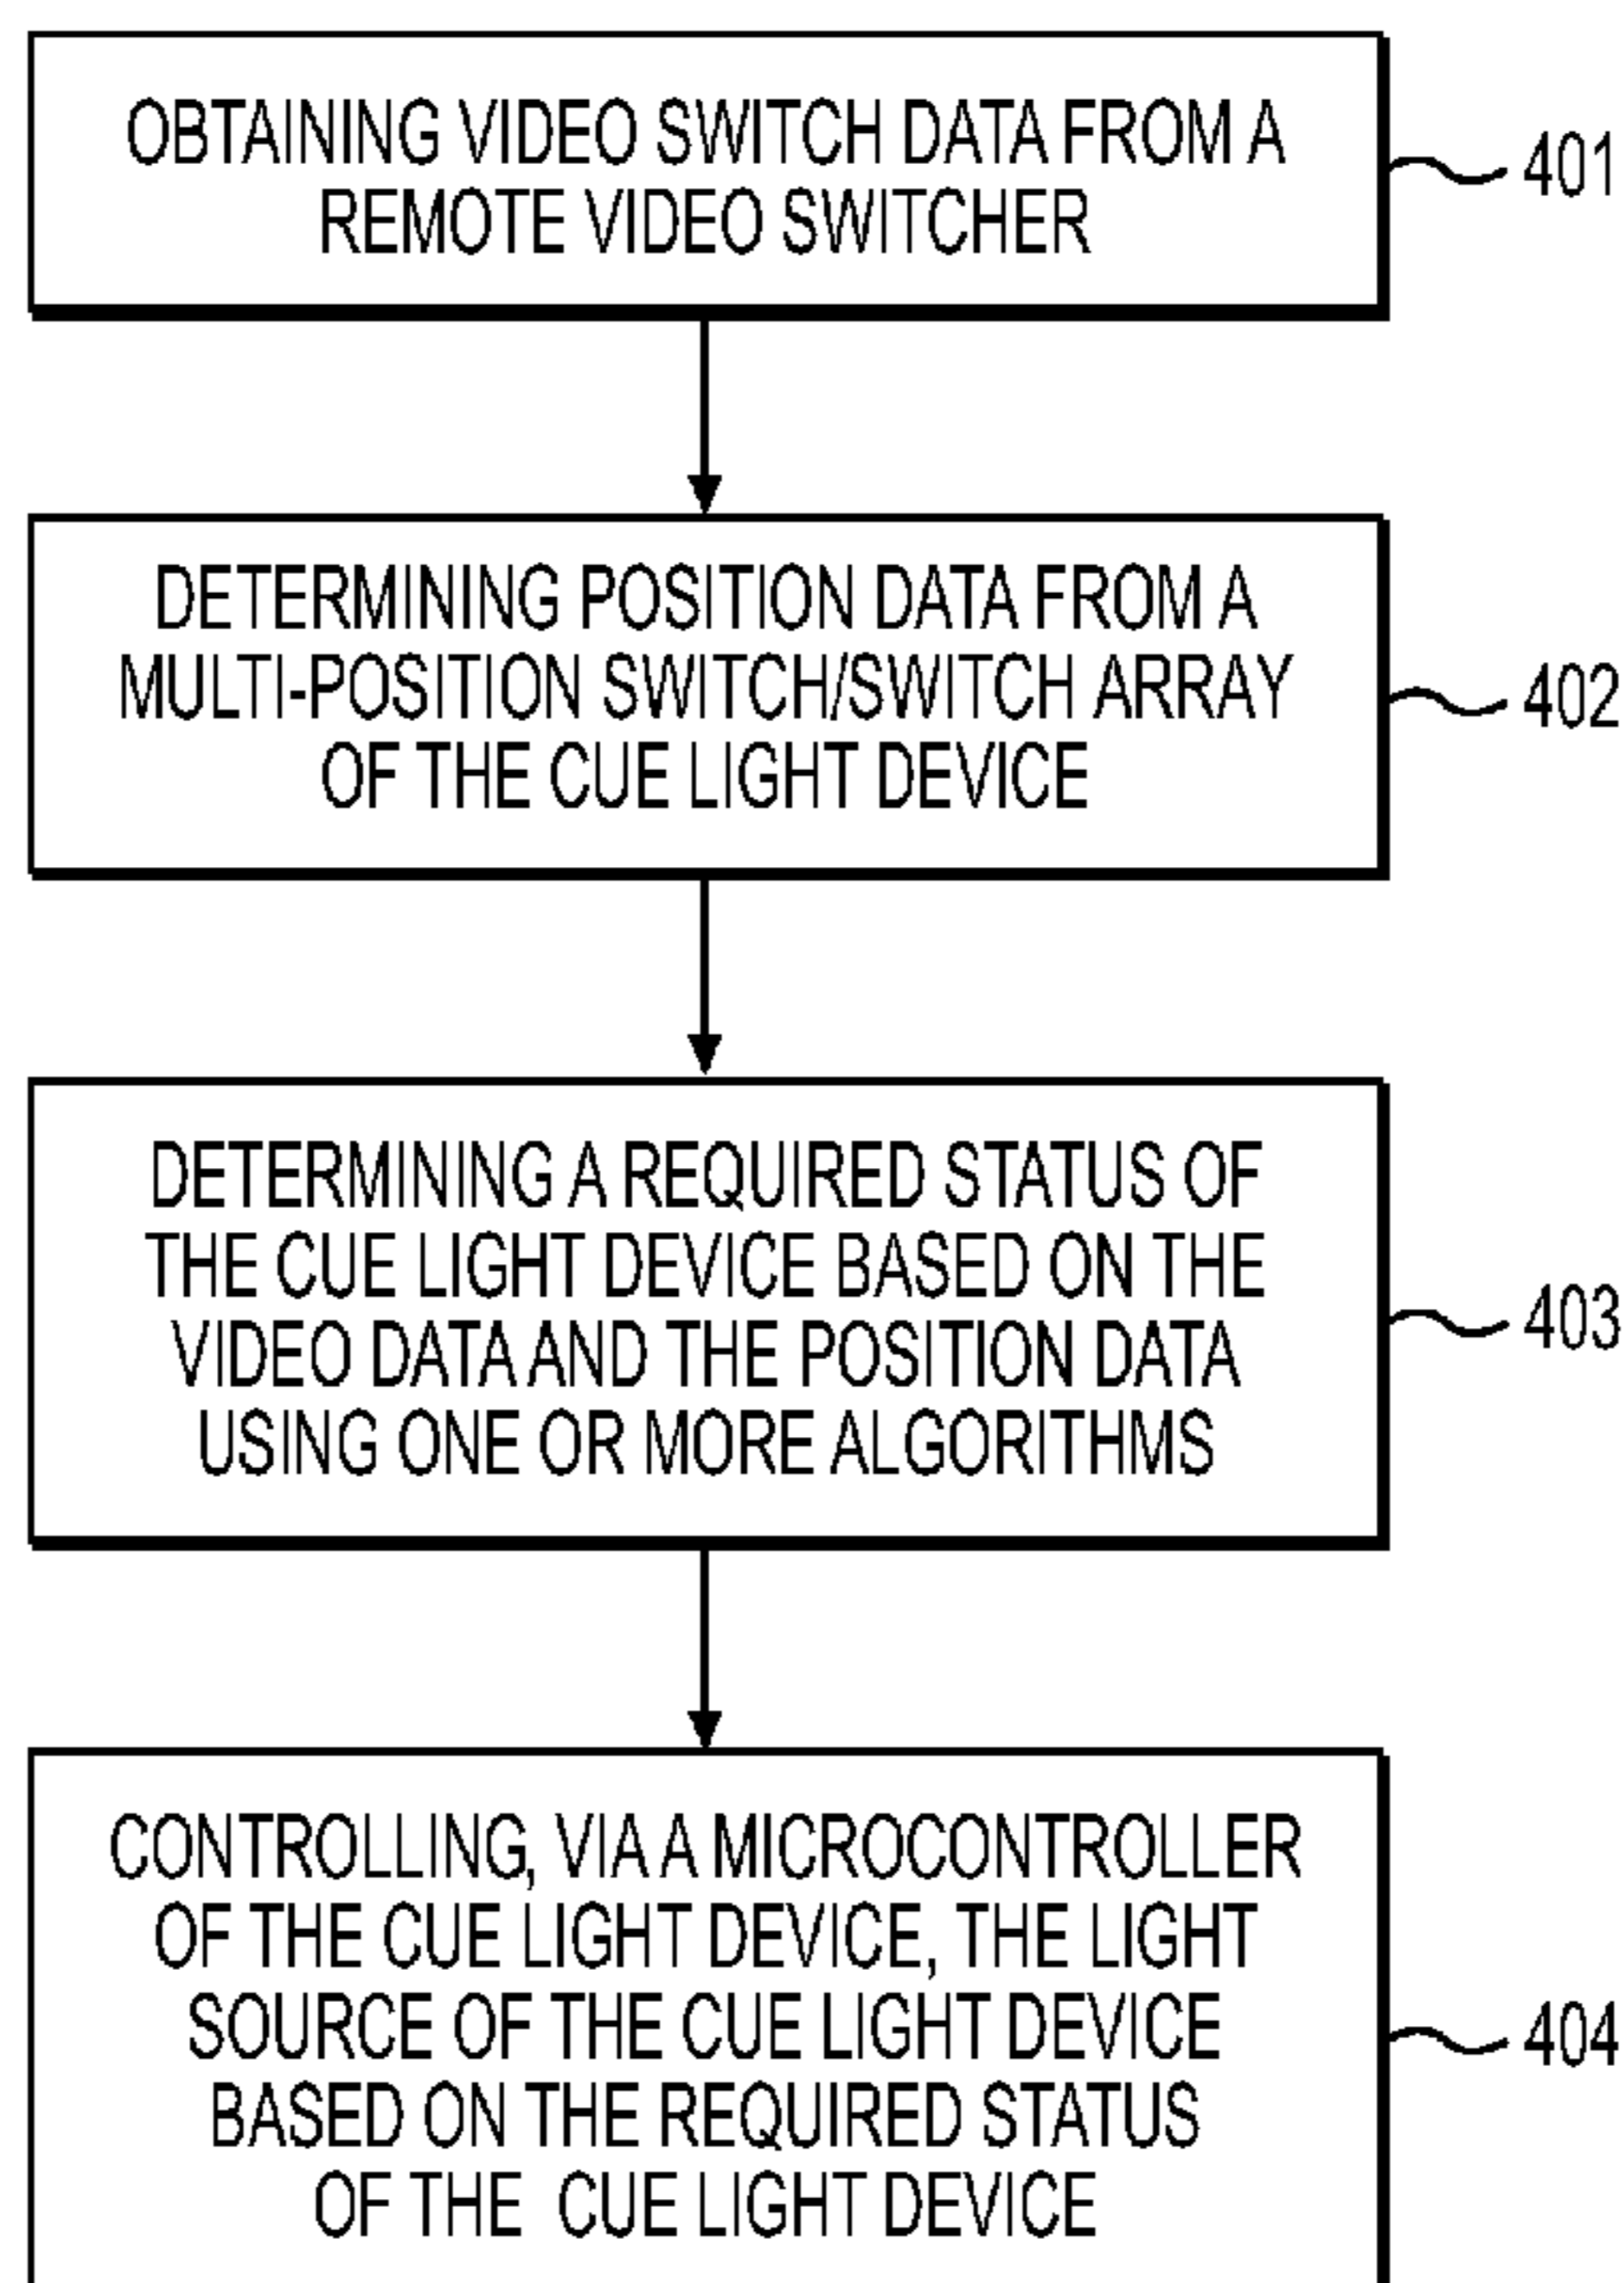 OBTAINING VIDEO SWITCH DATA FROM A
REMOTE VIDEO SWITCHER
401
DETERMINING POSITION DATA FROM A
MULTI-POSITION SWITCH/SWITCH ARRAY
OF THE CUE LIGHT DEVICE
402
DETERMINING A REQUIRED STATUS OF
THE CUE LIGHT DEVICE BASED ON THE
VIDEO DATA AND THE POSITION DATA
USING ONE OR MORE ALGORITHMS
403
CONTROLLING, VIA A MICROCONTROLLER
OF THE CUE LIGHT DEVICE, THE LIGHT
SOURCE OF THE CUE LIGHT DEVICE
BASED ON THE REQUIRED STATUS
OF THE CUE LIGHT DEVICE
404